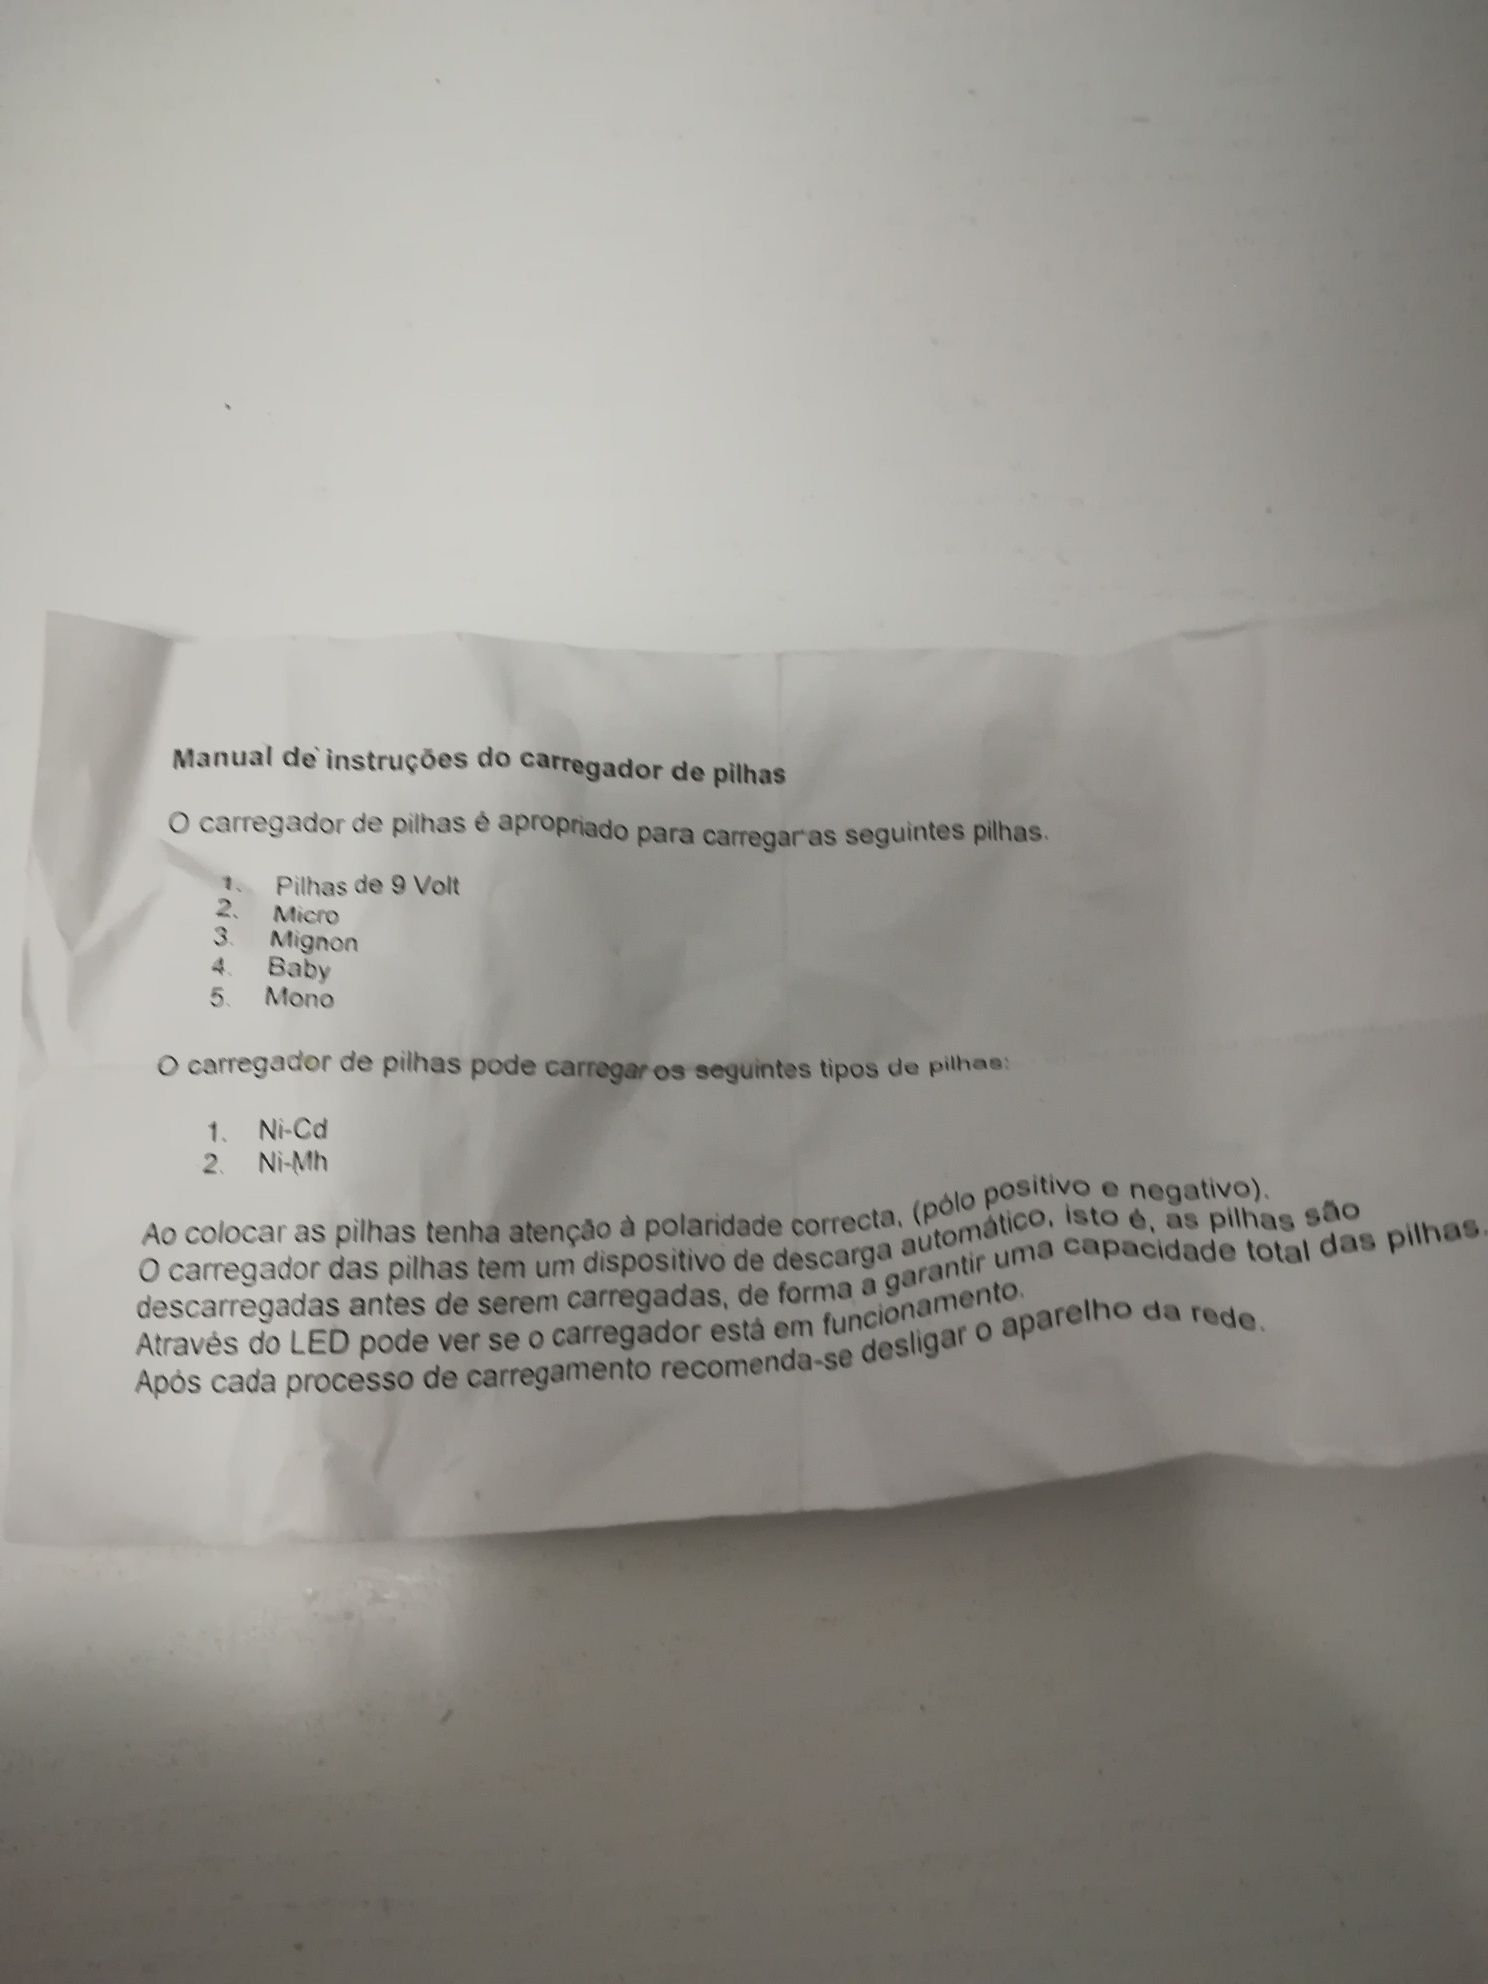 Manual de instruções do carregador de pilhas
O carregador de pilhas é apropriado para carregar as seguintes pilhas.
1. Pilhas de 9 Volt
2. Micro
3. Mignon
4. Baby
5. Mono
O carregador de pilhas pode carregar os seguintes tipos de pilhas:
1. Ni-Cd
2. Ni-Mh
Ao colocar as pilhas tenha atenção à polaridade correcta, (pólo positivo e negativo).
O carregador das pilhas tem um dispositivo de descarga automático, isto é, as pilhas são
descarregadas antes de serem carregadas, de forma a garantir uma capacidade total das pilhas.
Através do LED pode ver se o carregador está em funcionamento.
Após cada processo de carregamento recomenda-se desligar o aparelho da rede.